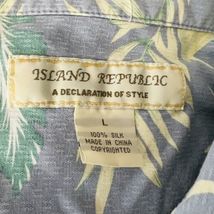 ISLAND REPUBLIC
A DECLARATION OF STYLE
L
100% SILK
MADE IN CHINA
COPYRIGHTED